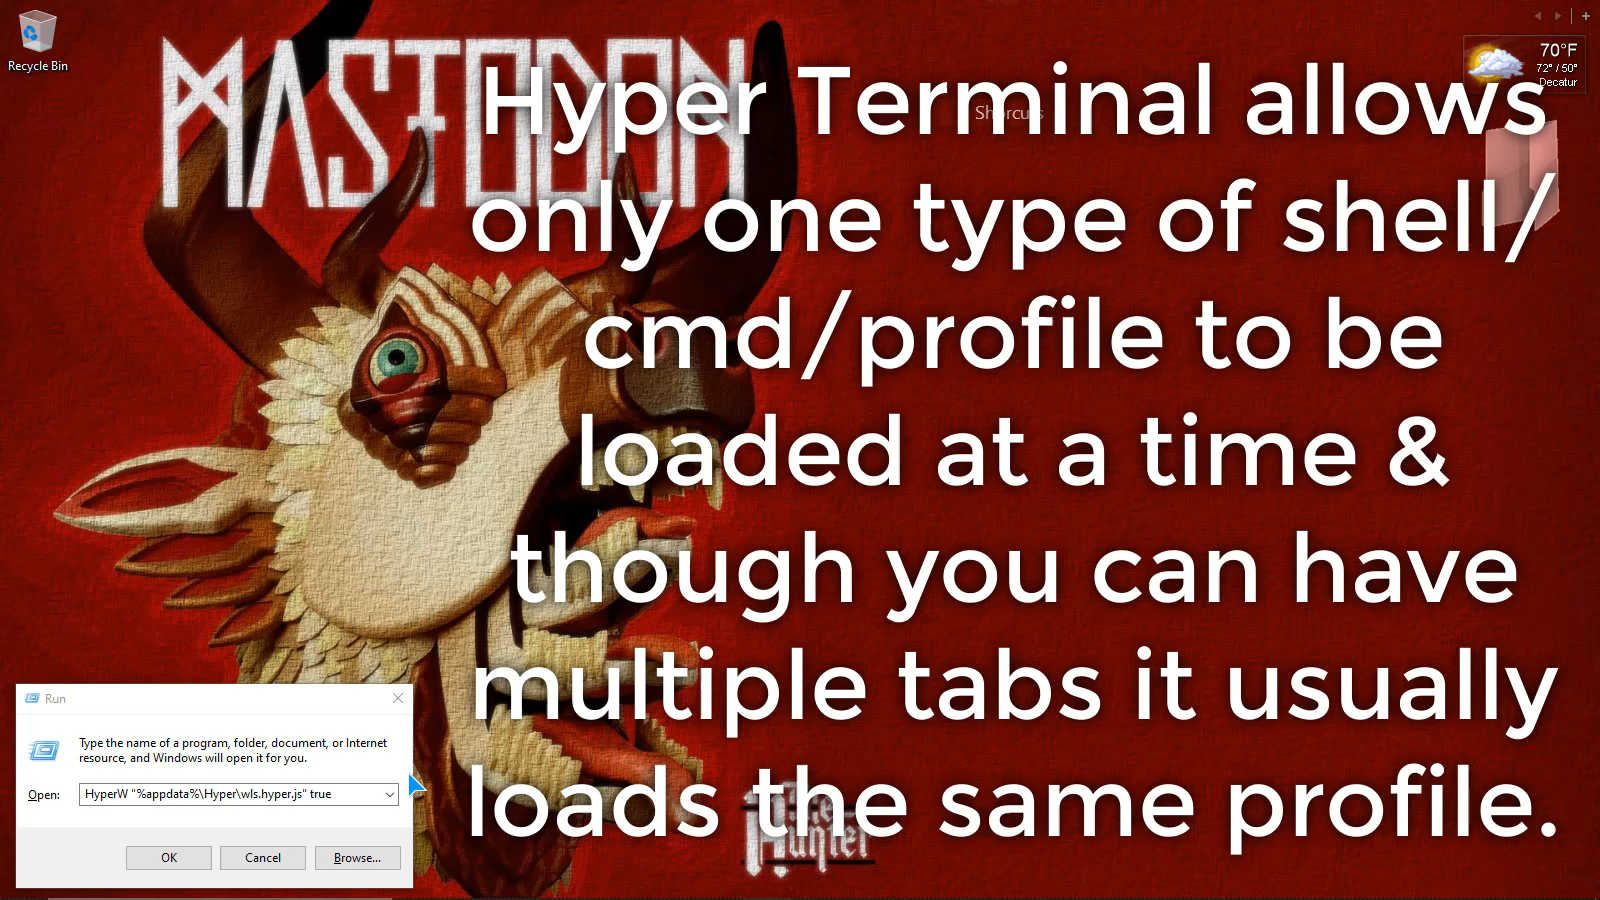 Recycle Bin
MASTODON
70°F
72° / 50°
Decatur
Shorcuts
Hyper Terminal allows
only one type of shell/
cmd/profile to be
loaded at a time &
though you can have
multiple tabs it usually
loads the same profile.
The
Hunter
Run
Type the name of a program, folder, document, or Internet
resource, and Windows will open it for you.
Open:
HyperW "%appdata%\Hyper\wls.hyper.js" true
OK
Cancel
Browse...